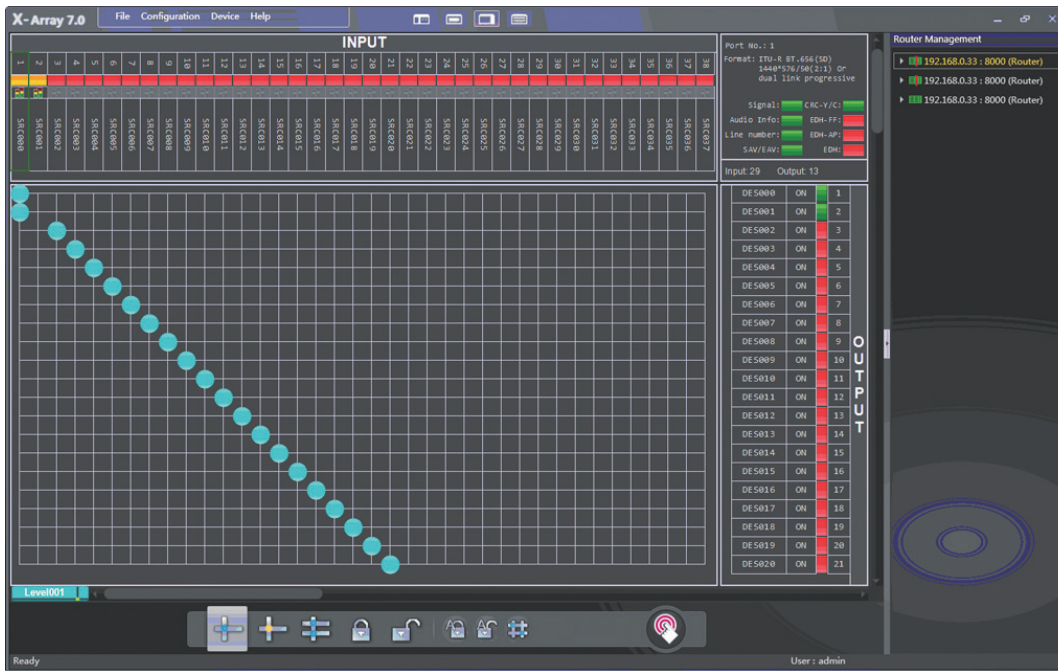 X-Array 7.0
File Configuration Device Help
INPUT
1 2 3 4 5 6 7 8 9 10 11 12 13 14 15 16 17 18 19 20 21 22 23 24 25 26 27 28 29 30 31 32 33 34 35 36 37 38
SRC000 SRC001 SRC002 SRC003 SRC004 SRC005 SRC006 SRC007 SRC008 SRC009 SRC010 SRC011 SRC012 SRC013 SRC014 SRC015 SRC016 SRC017 SRC018 SRC019 SRC020 SRC021 SRC022 SRC023 SRC024 SRC025 SRC026 SRC027 SRC028 SRC029 SRC030 SRC031 SRC032 SRC033 SRC034 SRC035 SRC036 SRC037
Port No.: 1
Format: ITU-R BT.656(SD)
1440*576/50(2:1) Or
dual link progressive
Signal: CRC-Y/C:
Audio Info: EDH-FF:
Line number: EDH-AP:
SAV/EAV: EDH:
Input: 29 Output: 13
Router Management
192.168.0.33 : 8000 (Router)
192.168.0.33 : 8000 (Router)
192.168.0.33 : 8000 (Router)
DES000 ON 1
DES001 ON 2
DES002 ON 3
DES003 ON 4
DES004 ON 5
DES005 ON 6
DES006 ON 7
DES007 ON 8
DES008 ON 9
DES009 ON 10
DES010 ON 11
DES011 ON 12
DES012 ON 13
DES013 ON 14
DES014 ON 15
DES015 ON 16
DES016 ON 17
DES017 ON 18
DES018 ON 19
DES019 ON 20
DES020 ON 21
OUTPUT
Level001
A A
Ready
User : admin